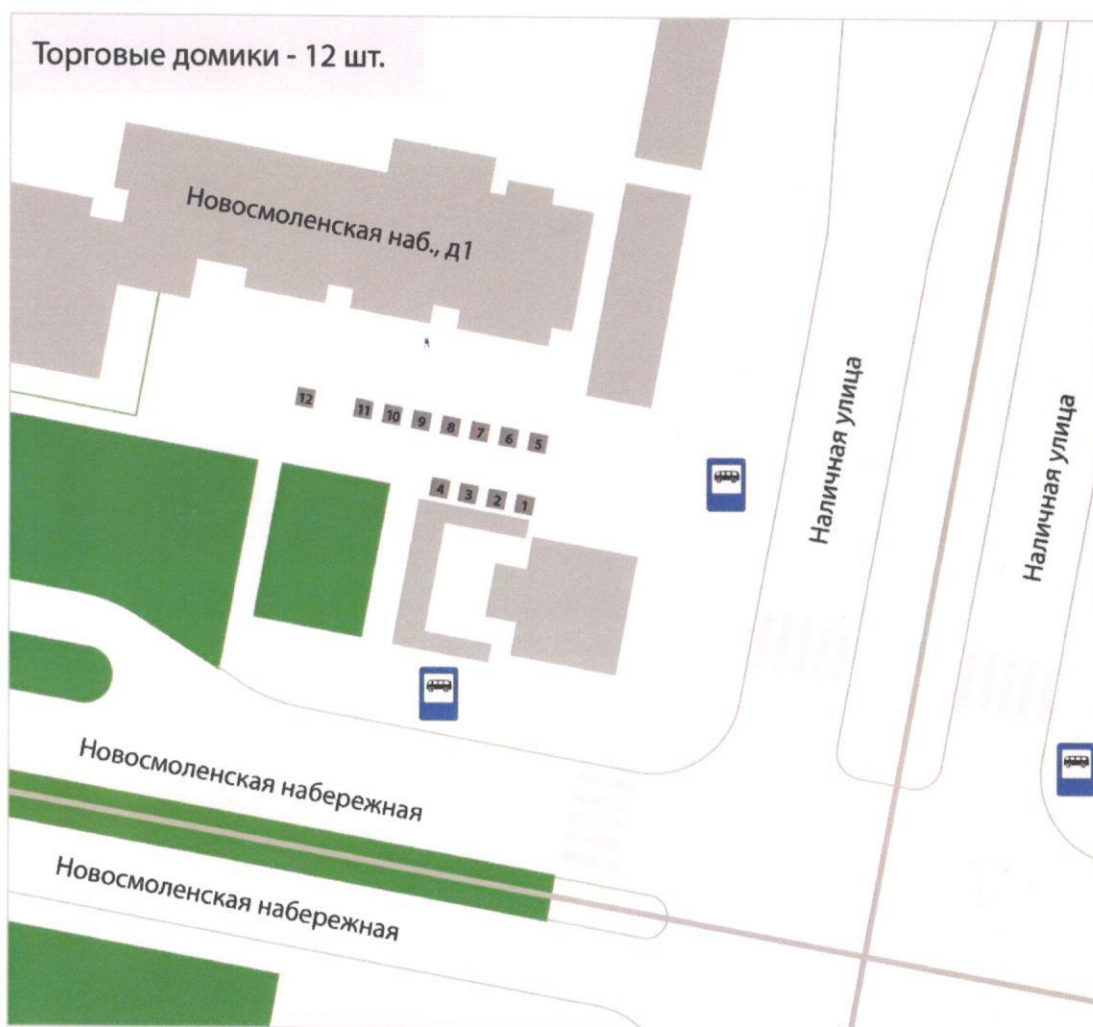 Торговые домики - 12 шт.
Новосмоленская наб., д1
12 11 10 9 8 7 6 5
4 3 2 1
Наличная улица
Наличная улица
Новосмоленская набережная
Новосмоленская набережная